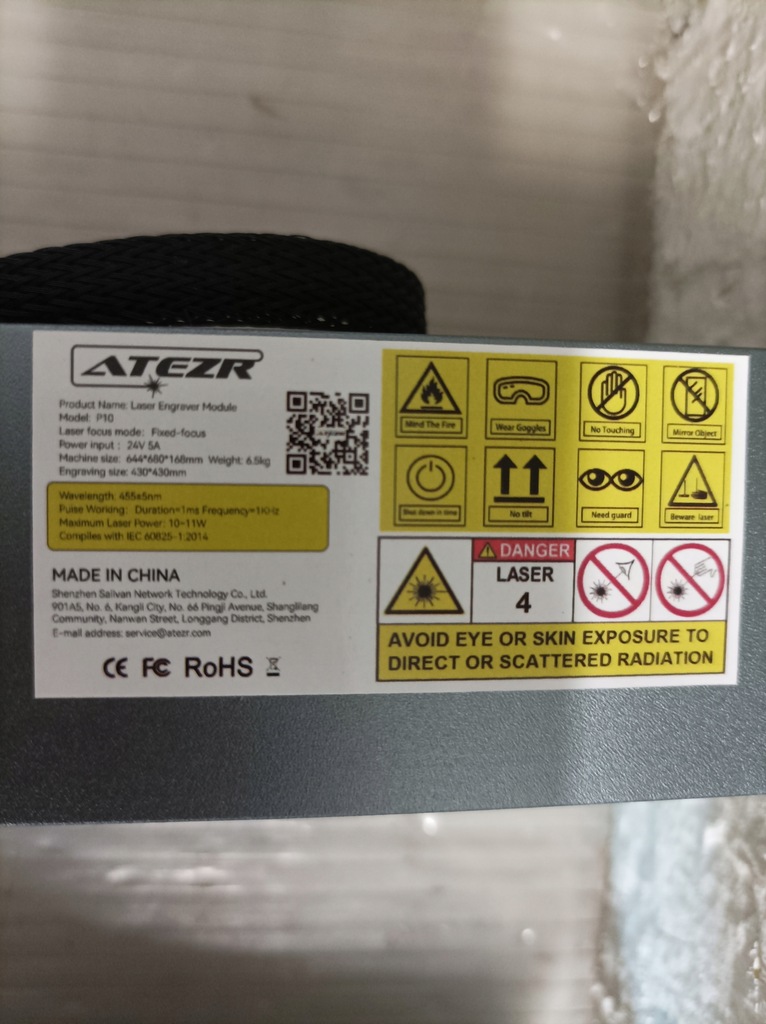 ATEZR
Product Name: Laser Engraver Module
Model: P10
Laser focus mode: Fixed-focus
Power input : 24V 5A
Machine size: 644*680*168mm Weight: 6.5kg
Engraving size: 430*430mm
Wavelength: 455±5nm
Pulse Working: Duration=1ms Frequency=1KHz
Maximum Laser Power: 10~11W
Complies with IEC 60825-1:2014
MADE IN CHINA
Shenzhen Sailvan Network Technology Co., Ltd.
901A5, No. 6, Kangli City, No. 66 Pingji Avenue, Shangliang
Community, Nanwan Street, Longgang District, Shenzhen
E-mail address: service@atezr.com
CE FC RoHS
Mind The Fire
Wear Goggles
No Touching
Mirror Object
Shut down in time
No tilt
Need guard
Beware laser
DANGER
LASER
4
AVOID EYE OR SKIN EXPOSURE TO
DIRECT OR SCATTERED RADIATION